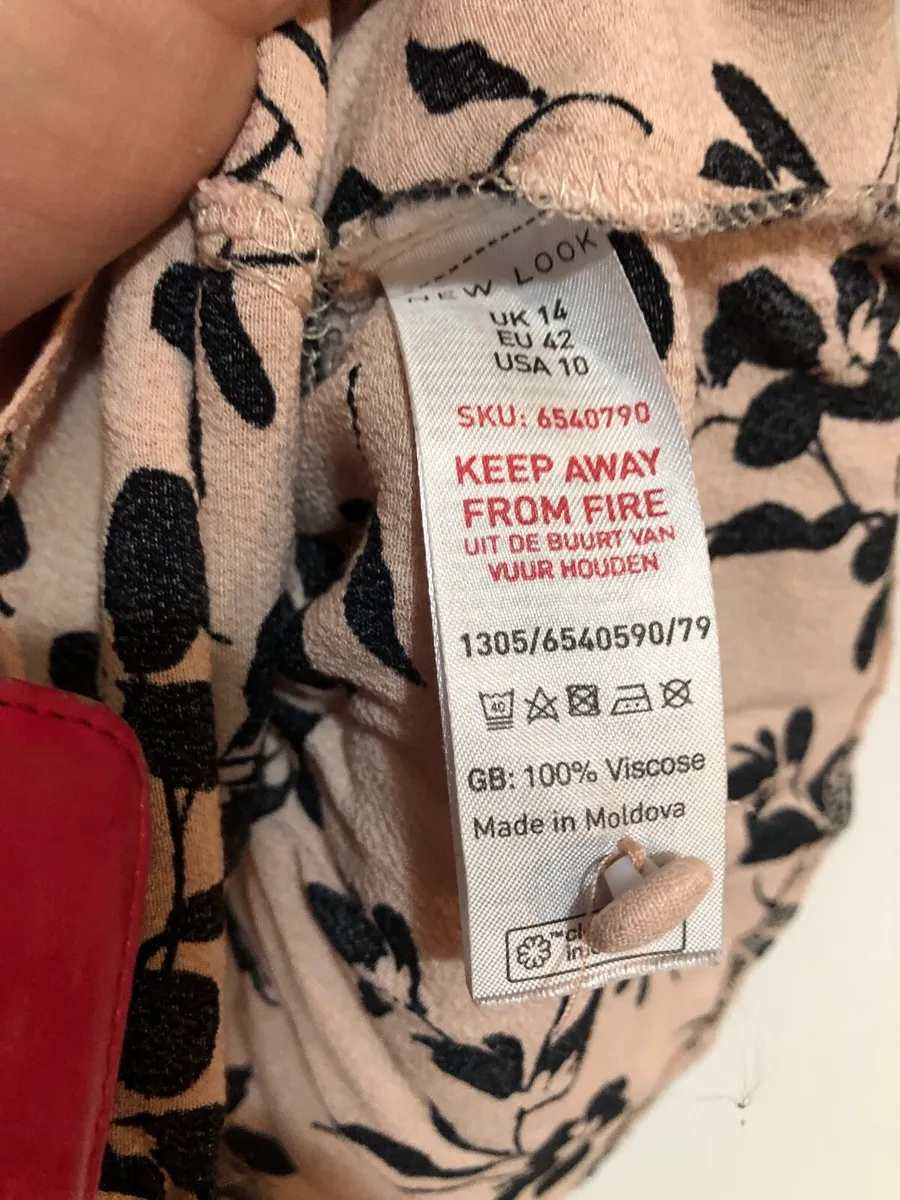 NEW LOOK
UK 14
EU 42
USA 10
SKU: 6540790
KEEP AWAY
FROM FIRE
UIT DE BUURT VAN
VUUR HOUDEN
1305/6540590/79
40
GB: 100% Viscose
Made in Moldova